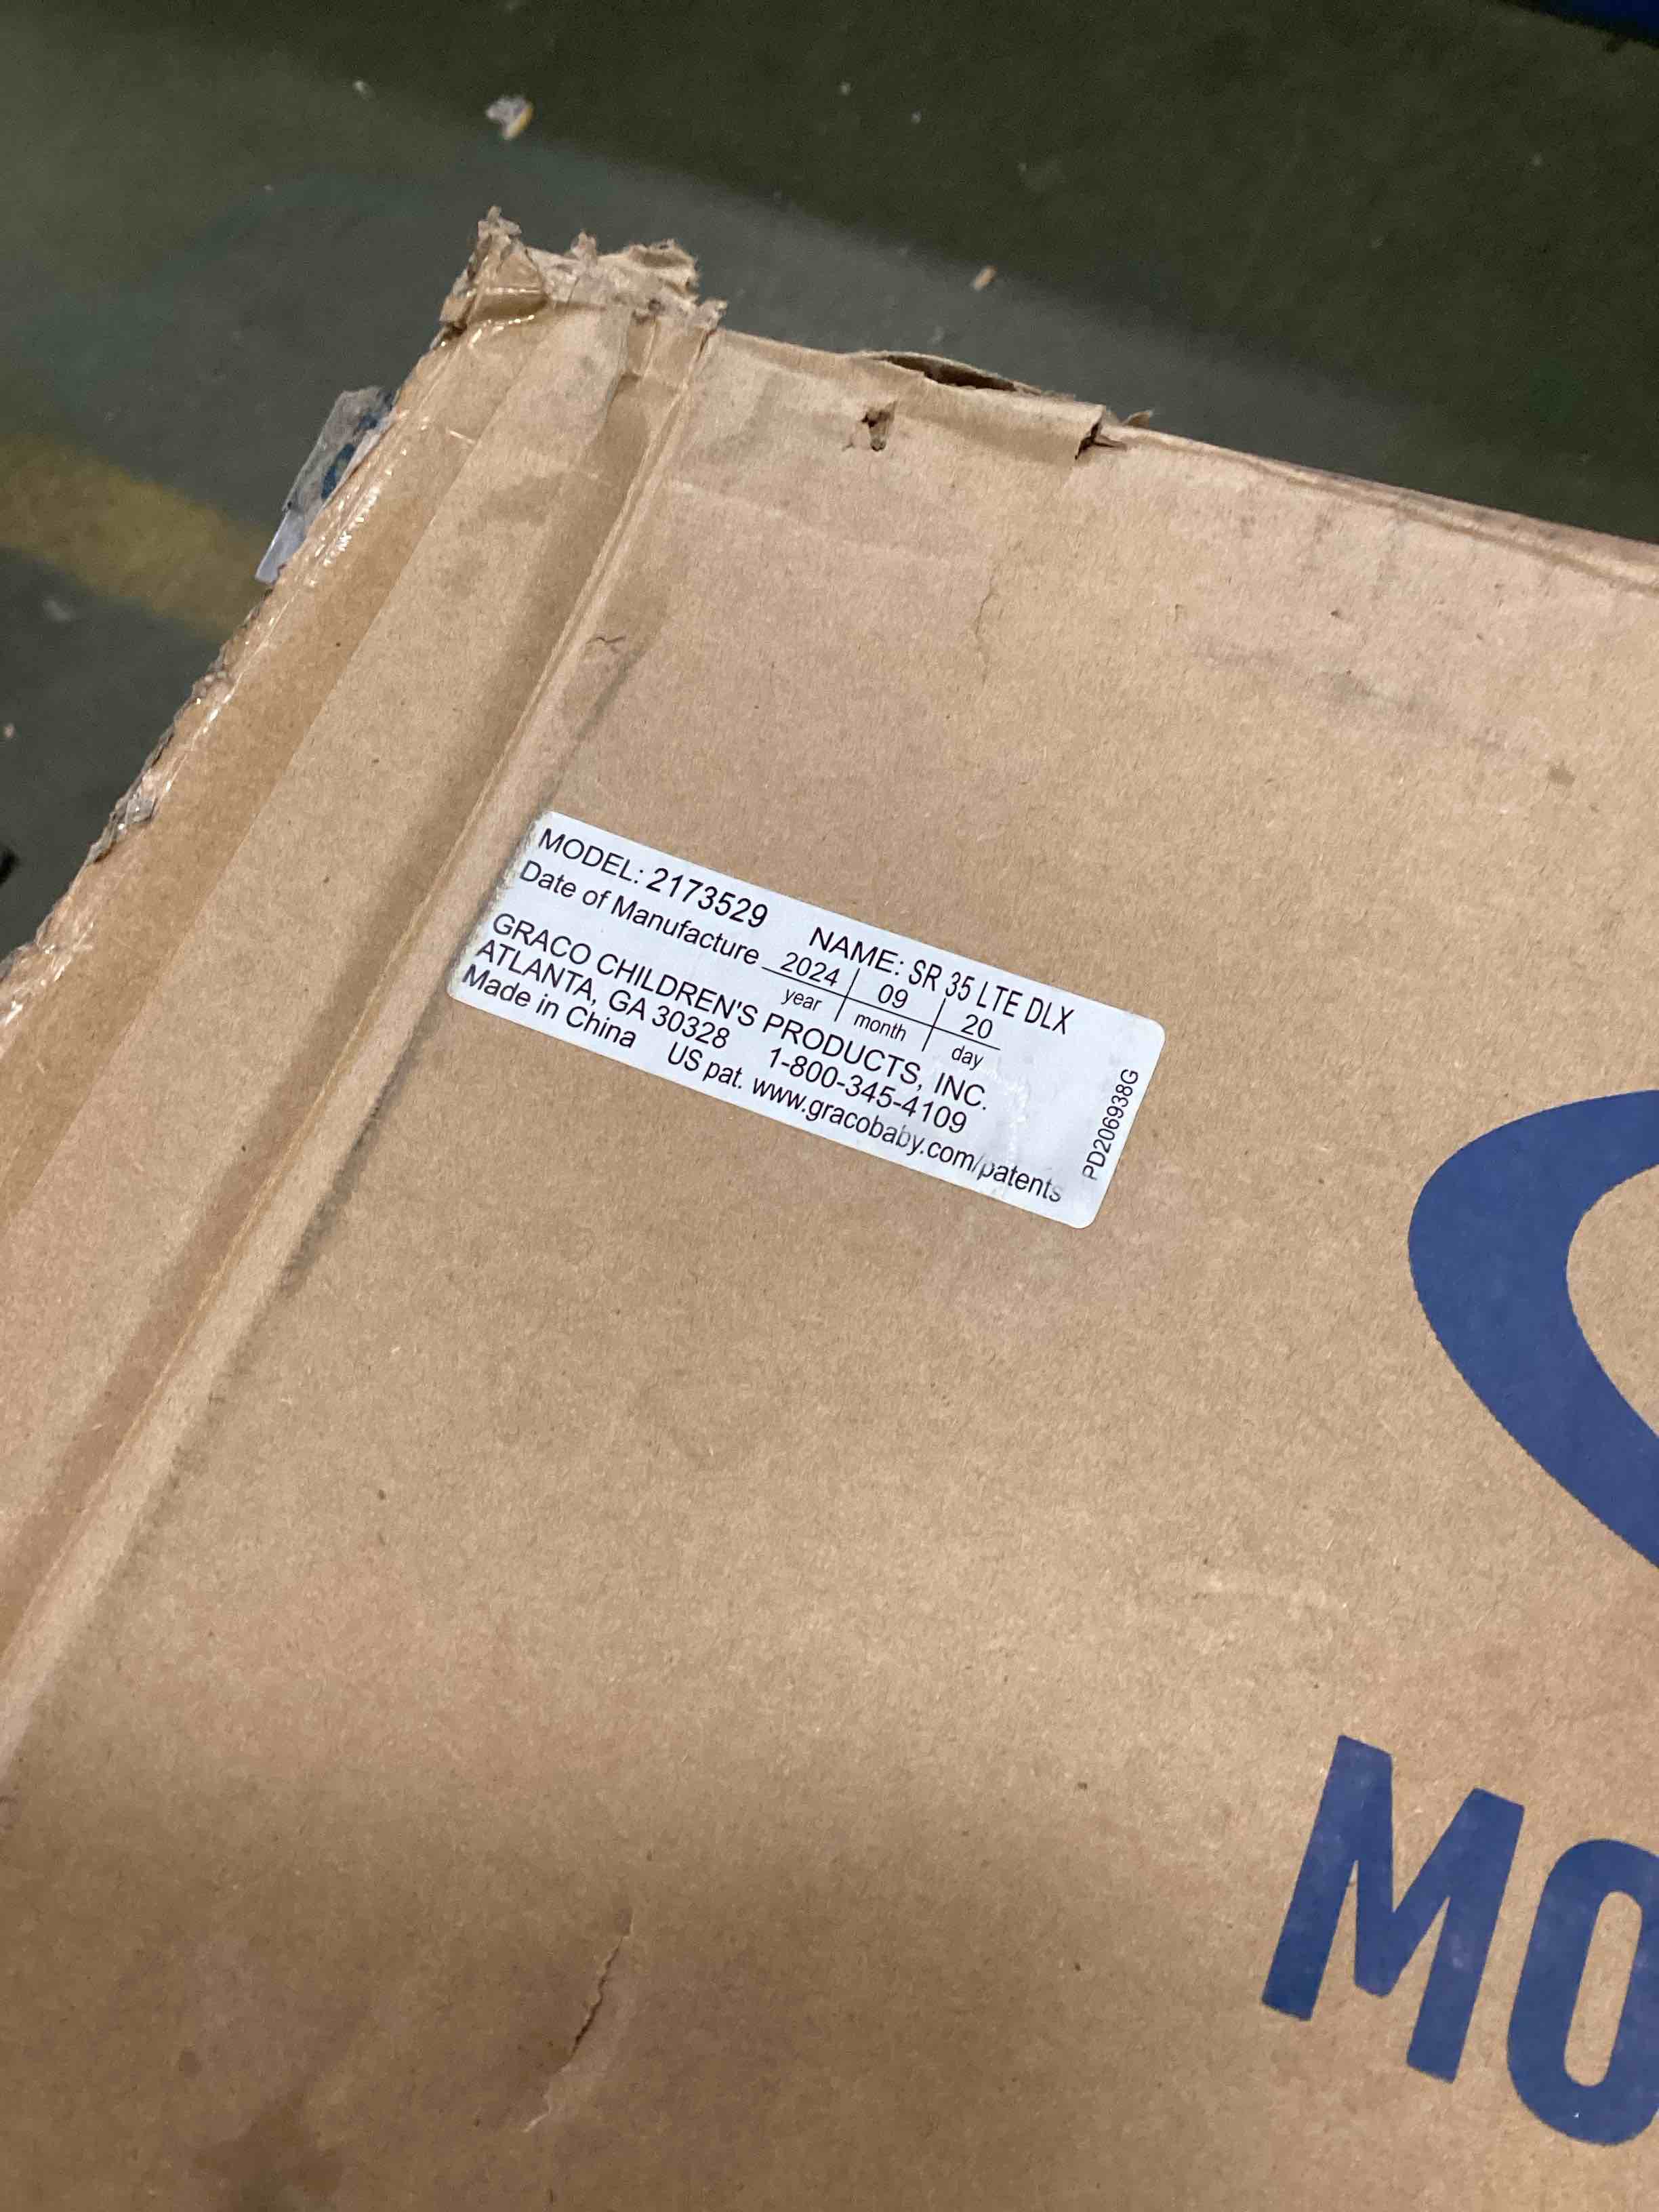 MODEL: 2173529 NAME: SR 35 LTE DLX
Date of Manufacture 2024 09 20
year month day
GRACO CHILDREN'S PRODUCTS, INC.
ATLANTA, GA 30328 1-800-345-4109
Made in China US pat. www.gracobaby.com/patents
PD206938G
MO